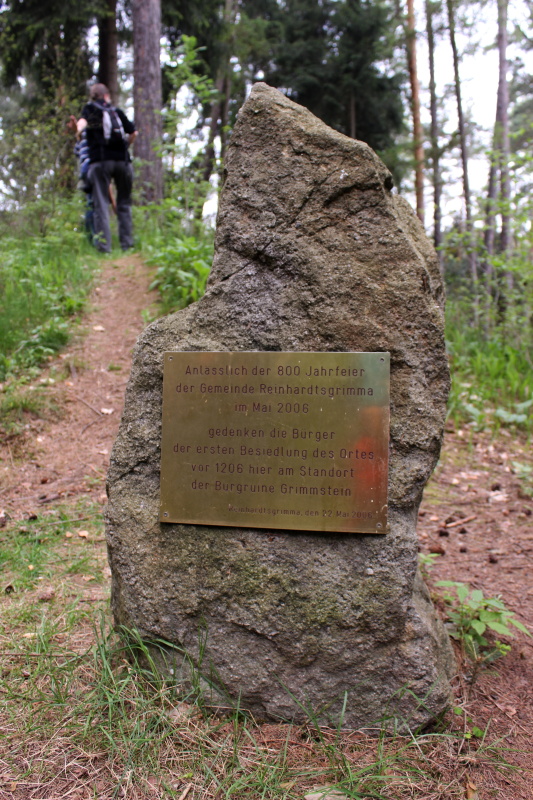 Anlässlich der 800 Jahrfeier
der Gemeinde Reinhardtsgrimma
im Mai 2006
gedenken die Bürger
der ersten Besiedlung des Ortes
vor 1206 hier am Standort
der Burgruine Grimmstein
Reinhardtsgrimma, den 22. Mai 2006